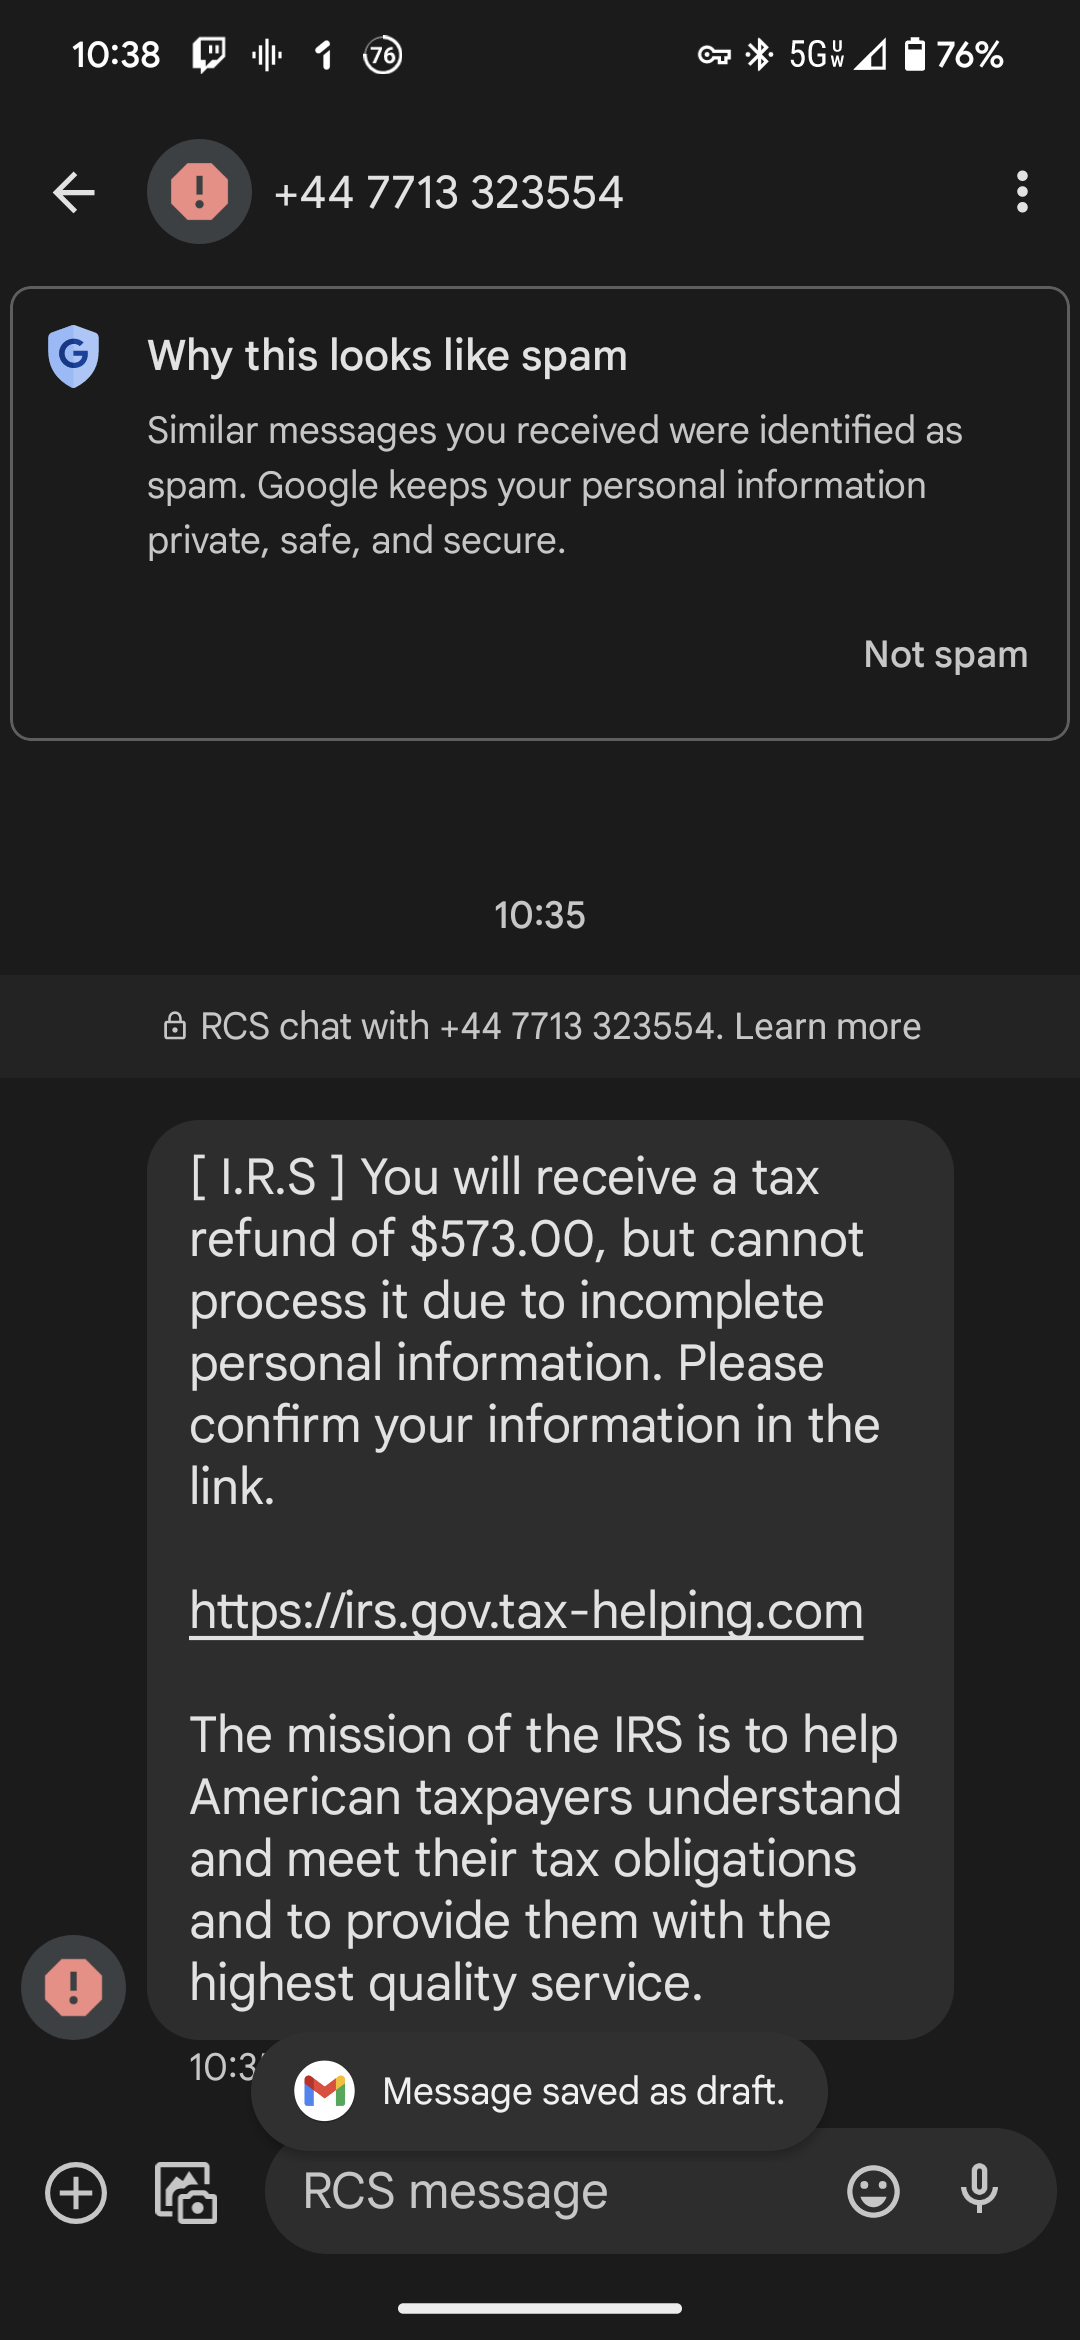 10:38 76 5G UW 76%
+44 7713 323554
Why this looks like spam
Similar messages you received were identified as
spam. Google keeps your personal information
private, safe, and secure.
Not spam
10:35
RCS chat with +44 7713 323554. Learn more
[ I.R.S ] You will receive a tax
refund of $573.00, but cannot
process it due to incomplete
personal information. Please
confirm your information in the
link.
https://irs.gov.tax-helping.com
The mission of the IRS is to help
American taxpayers understand
and meet their tax obligations
and to provide them with the
highest quality service.
Message saved as draft.
RCS message